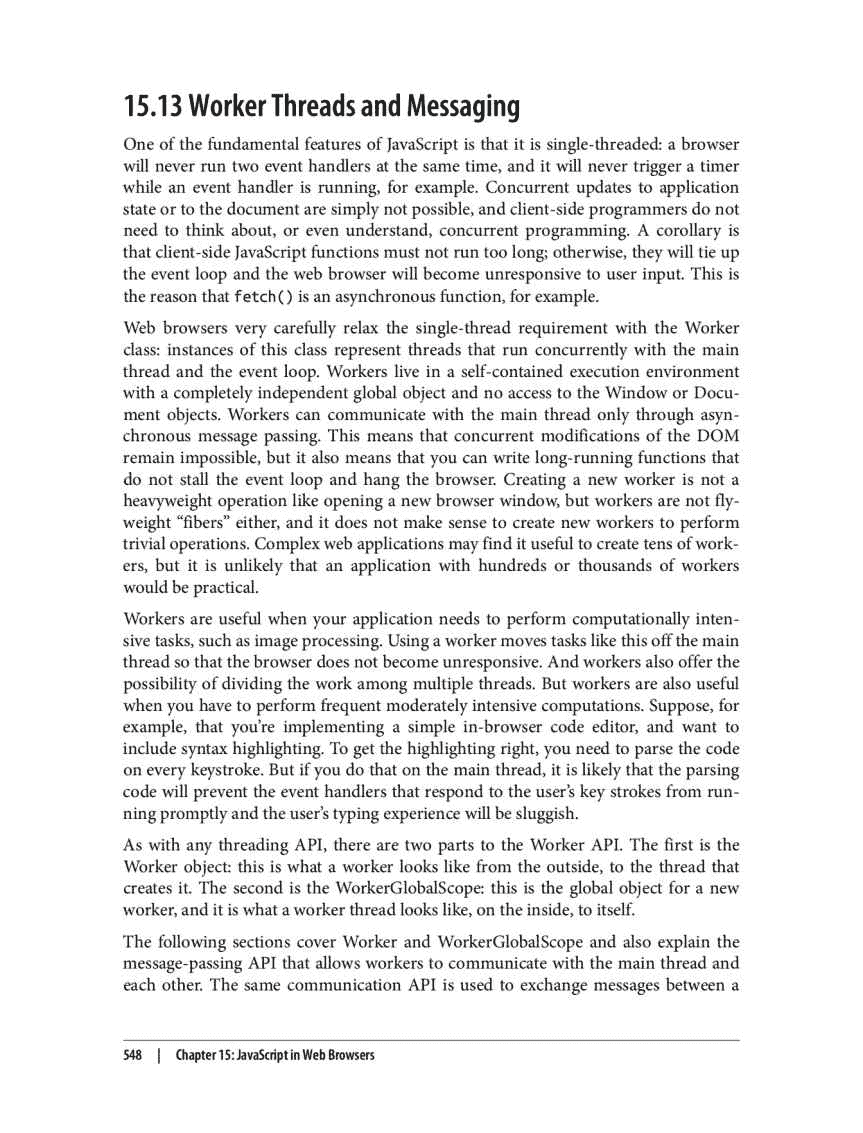 15.13 Worker Threads and Messaging
One of the fundamental features of JavaScript is that it is single-threaded: a browser
will never run two event handlers at the same time, and it will never trigger a timer
while an event handler is running, for example. Concurrent updates to application
state or to the document are simply not possible, and client-side programmers do not
need to think about, or even understand, concurrent programming. A corollary is
that client-side JavaScript functions must not run too long; otherwise, they will tie up
the event loop and the web browser will become unresponsive to user input. This is
the reason that fetch() is an asynchronous function, for example.
Web browsers very carefully relax the single-thread requirement with the Worker
class: instances of this class represent threads that run concurrently with the main
thread and the event loop. Workers live in a self-contained execution environment
with a completely independent global object and no access to the Window or Docu-
ment objects. Workers can communicate with the main thread only through asyn-
chronous message passing. This means that concurrent modifications of the DOM
remain impossible, but it also means that you can write long-running functions that
do not stall the event loop and hang the browser. Creating a new worker is not a
heavyweight operation like opening a new browser window, but workers are not fly-
weight “fibers” either, and it does not make sense to create new workers to perform
trivial operations. Complex web applications may find it useful to create tens of work-
ers, but it is unlikely that an application with hundreds or thousands of workers
would be practical.
Workers are useful when your application needs to perform computationally inten-
sive tasks, such as image processing. Using a worker moves tasks like this off the main
thread so that the browser does not become unresponsive. And workers also offer the
possibility of dividing the work among multiple threads. But workers are also useful
when you have to perform frequent moderately intensive computations. Suppose, for
example, that you’re implementing a simple in-browser code editor, and want to
include syntax highlighting. To get the highlighting right, you need to parse the code
on every keystroke. But if you do that on the main thread, it is likely that the parsing
code will prevent the event handlers that respond to the user’s key strokes from run-
ning promptly and the user’s typing experience will be sluggish.
As with any threading API, there are two parts to the Worker API. The first is the
Worker object: this is what a worker looks like from the outside, to the thread that
creates it. The second is the WorkerGlobalScope: this is the global object for a new
worker, and it is what a worker thread looks like, on the inside, to itself.
The following sections cover Worker and WorkerGlobalScope and also explain the
message-passing API that allows workers to communicate with the main thread and
each other. The same communication API is used to exchange messages between a
548 | Chapter 15: JavaScript in Web Browsers